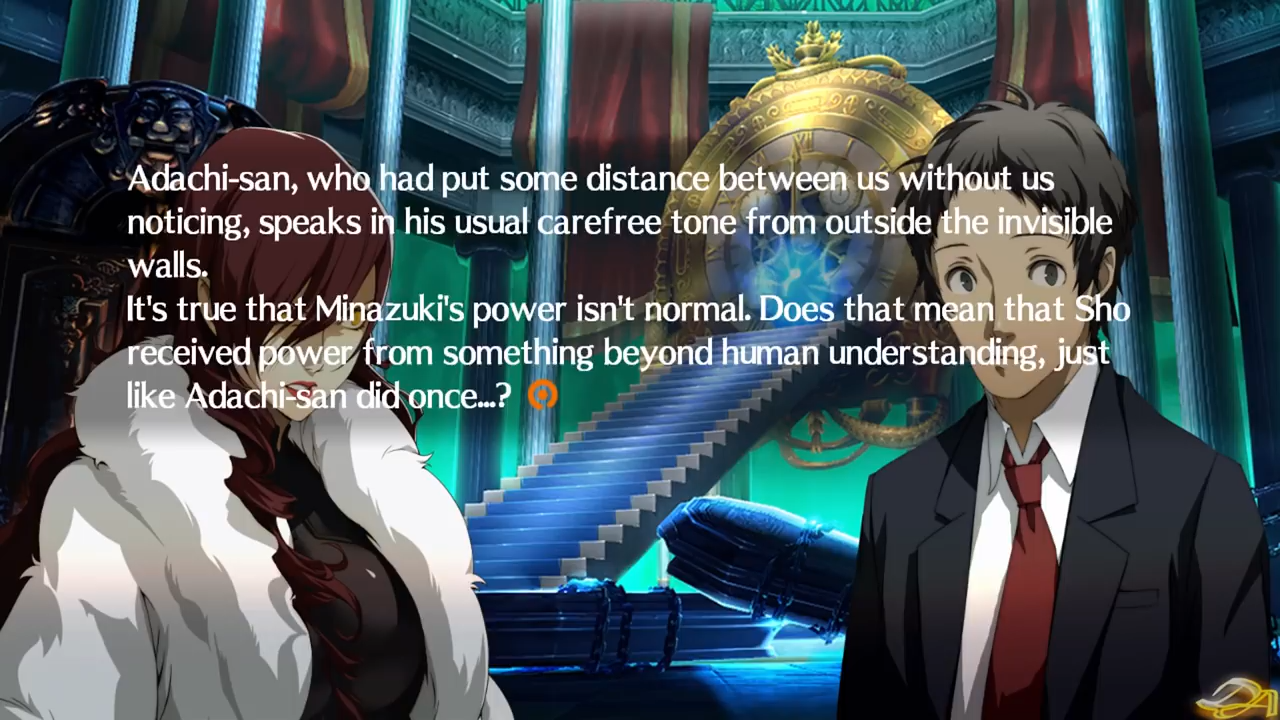 Adachi-san, who had put some distance between us without us
noticing, speaks in his usual carefree tone from outside the invisible
walls.
It's true that Minazuki's power isn't normal. Does that mean that Sho
received power from something beyond human understanding, just
like Adachi-san did once...?